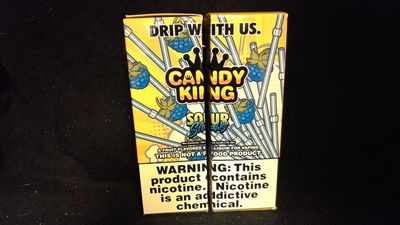 DRIP WITH US.
CANDY
KING
SOUR
A FRUIT FLAVORED E-LIQUID FOR VAPING
THIS IS NOT A FOOD PRODUCT.
WARNING: This
product contains
nicotine. Nicotine
is an addictive
chemical.